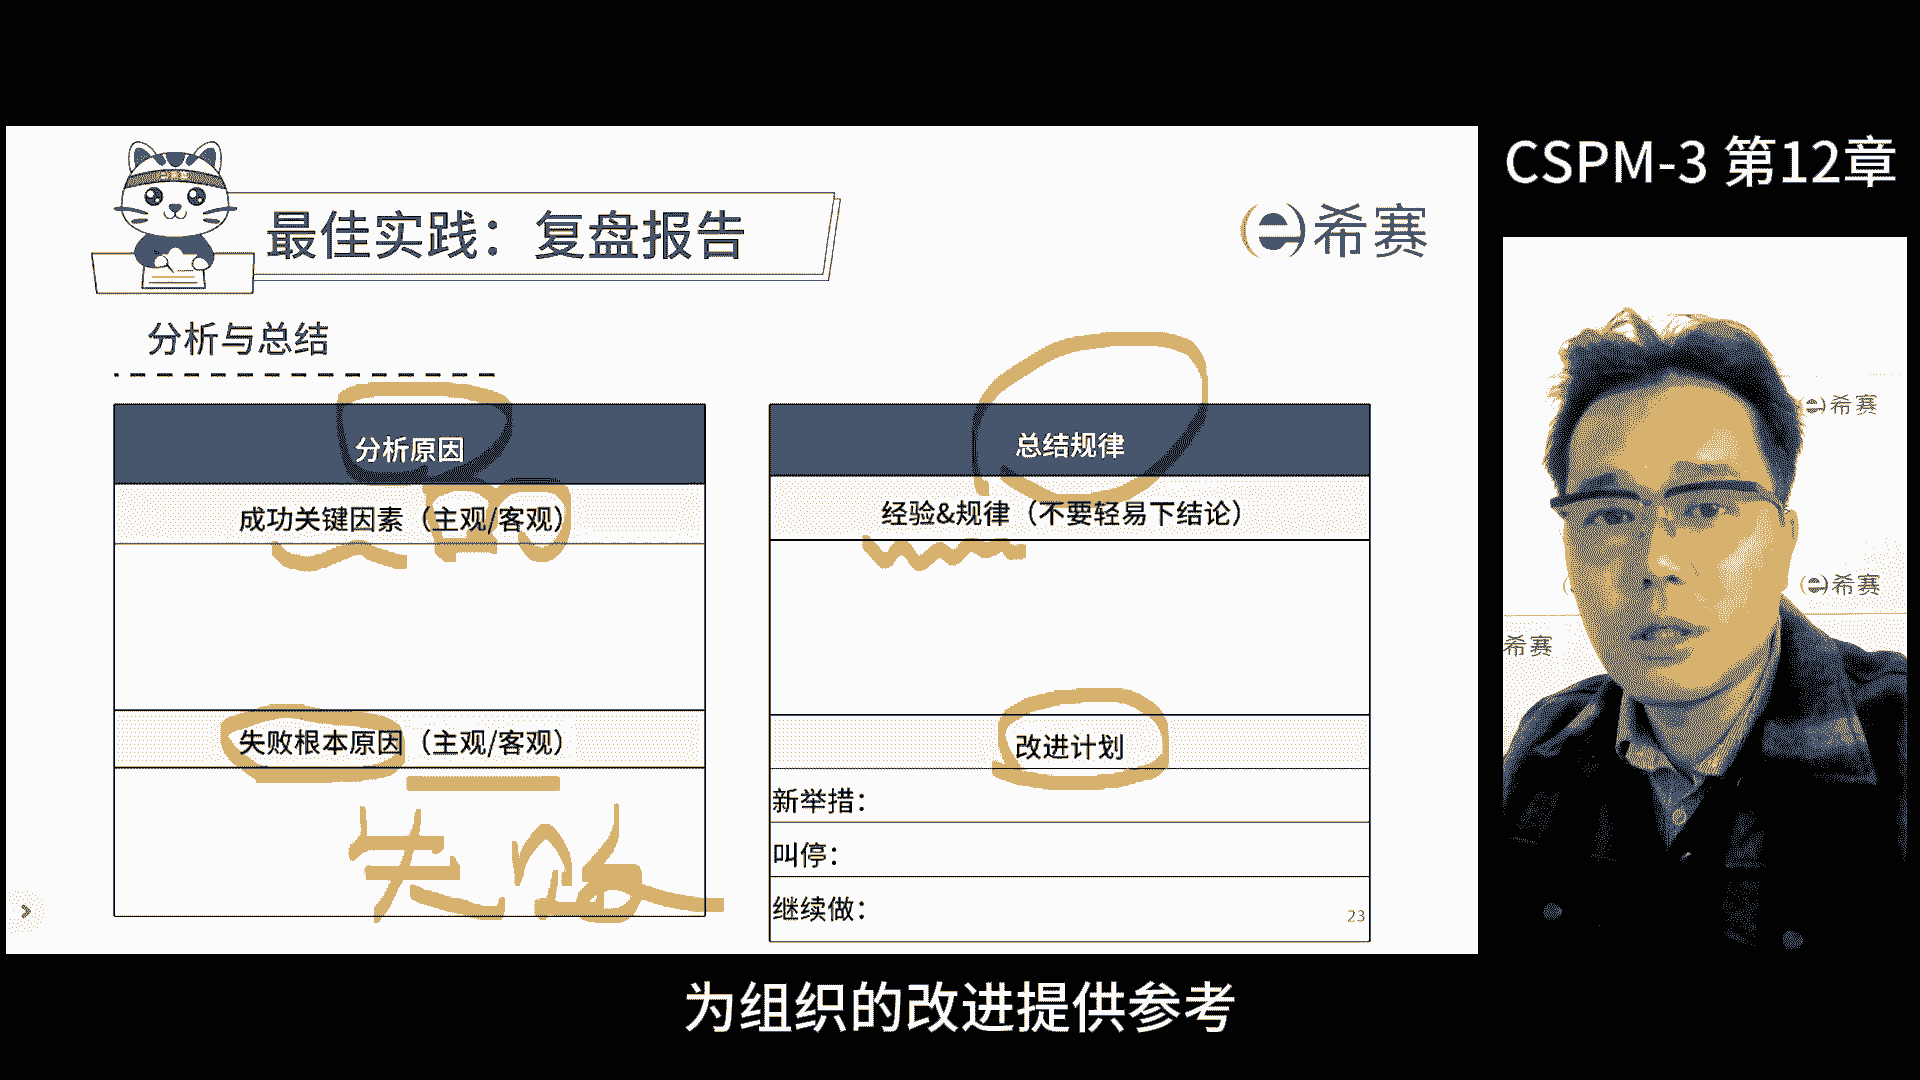 CSPM-3 第12章
最佳实践：复盘报告
e希赛
分析与总结
分析原因
成功关键因素（主观/客观）
失败根本原因（主观/客观）
失败
总结规律
经验&规律（不要轻易下结论）
改进计划
新举措：
叫停：
继续做：
23
e希赛
e希赛
希赛
为组织的改进提供参考